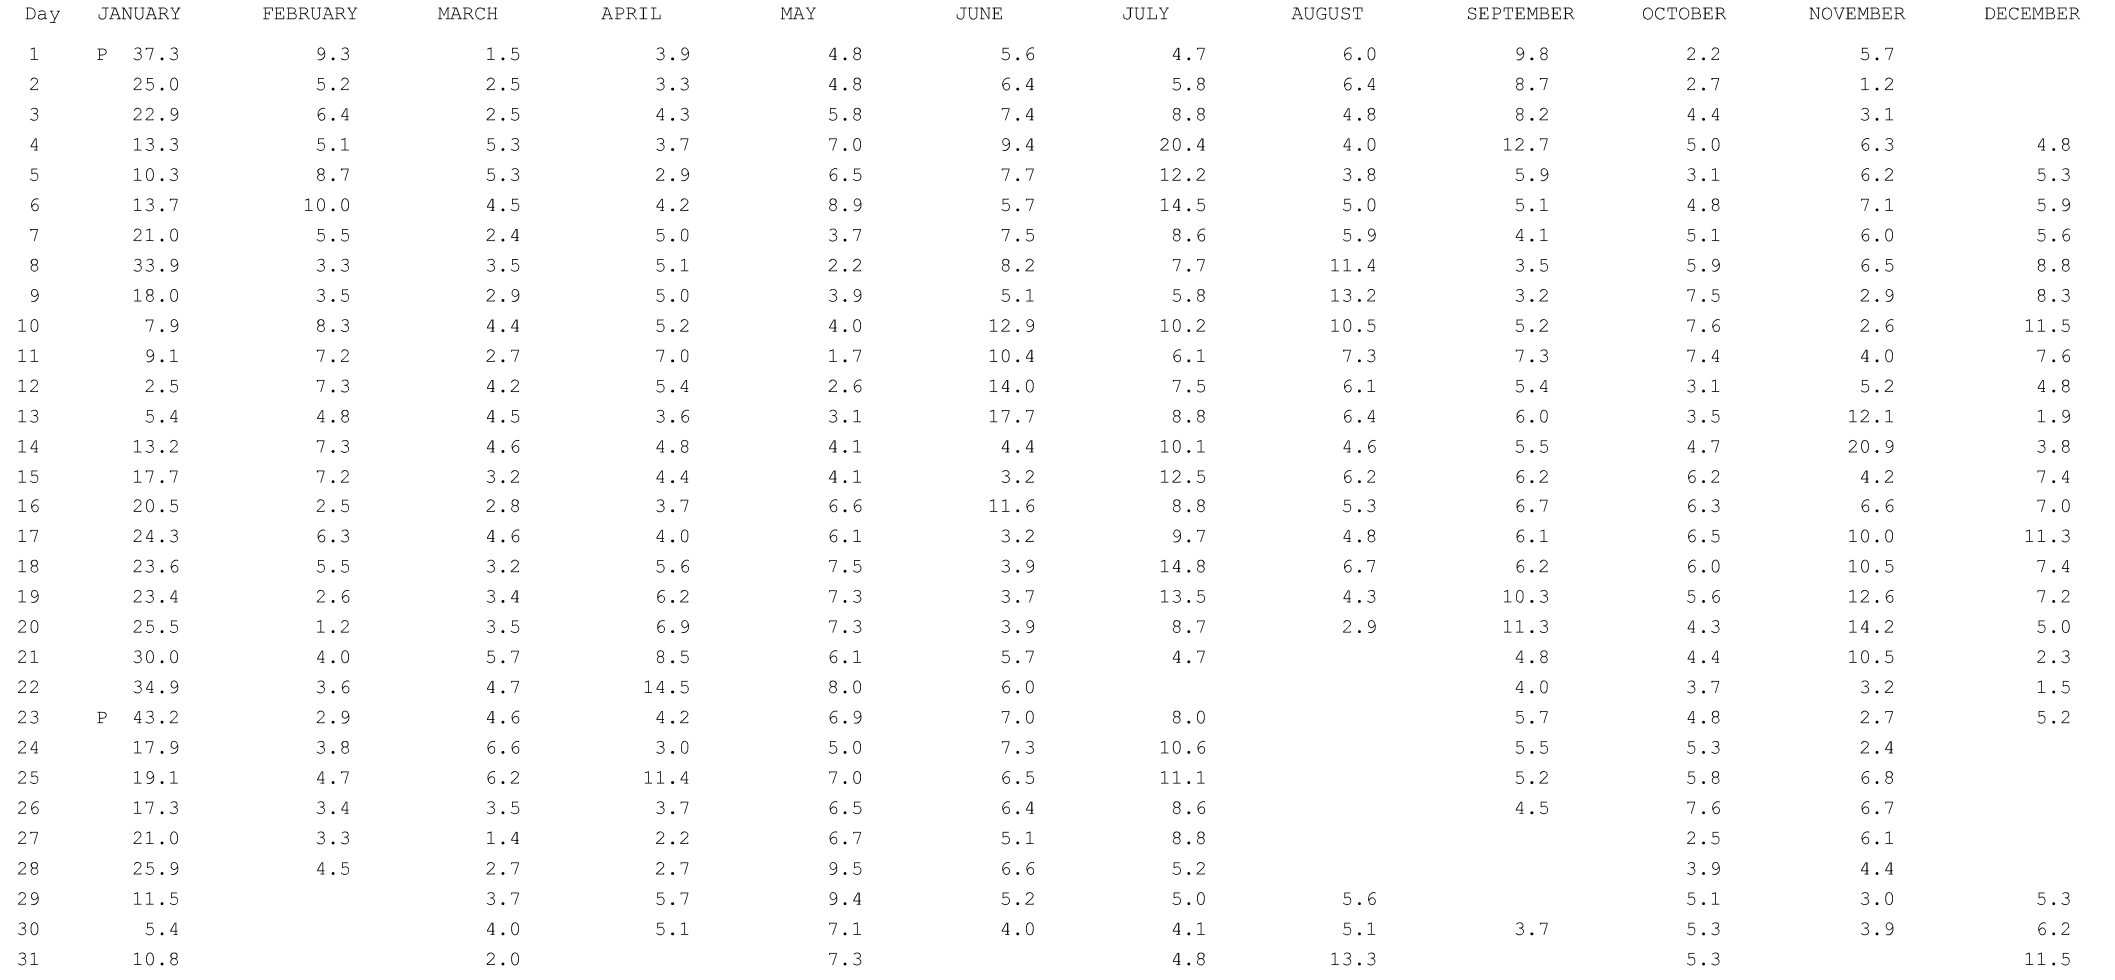 Day JANUARY FEBRUARY MARCH APRIL MAY JUNE JULY AUGUST SEPTEMBER OCTOBER NOVEMBER DECEMBER
1 P 37.3 9.3 1.5 3.9 4.8 5.6 4.7 6.0 9.8 2.2 5.7
2 25.0 5.2 2.5 3.3 4.8 6.4 5.8 6.4 8.7 2.7 1.2
3 22.9 6.4 2.5 4.3 5.8 7.4 8.8 4.8 8.2 4.4 3.1
4 13.3 5.1 5.3 3.7 7.0 9.4 20.4 4.0 12.7 5.0 6.3 4.8
5 10.3 8.7 5.3 2.9 6.5 7.7 12.2 3.8 5.9 3.1 6.2 5.3
6 13.7 10.0 4.5 4.2 8.9 5.7 14.5 5.0 5.1 4.8 7.1 5.9
7 21.0 5.5 2.4 5.0 3.7 7.5 8.6 5.9 4.1 5.1 6.0 5.6
8 33.9 3.3 3.5 5.1 2.2 8.2 7.7 11.4 3.5 5.9 6.5 8.8
9 18.0 3.5 2.9 5.0 3.9 5.1 5.8 13.2 3.2 7.5 2.9 8.3
10 7.9 8.3 4.4 5.2 4.0 12.9 10.2 10.5 5.2 7.6 2.6 11.5
11 9.1 7.2 2.7 7.0 1.7 10.4 6.1 7.3 7.3 7.4 4.0 7.6
12 2.5 7.3 4.2 5.4 2.6 14.0 7.5 6.1 5.4 3.1 5.2 4.8
13 5.4 4.8 4.5 3.6 3.1 17.7 8.8 6.4 6.0 3.5 12.1 1.9
14 13.2 7.3 4.6 4.8 4.1 4.4 10.1 4.6 5.5 4.7 20.9 3.8
15 17.7 7.2 3.2 4.4 4.1 3.2 12.5 6.2 6.2 6.2 4.2 7.4
16 20.5 2.5 2.8 3.7 6.6 11.6 8.8 5.3 6.7 6.3 6.6 7.0
17 24.3 6.3 4.6 4.0 6.1 3.2 9.7 4.8 6.1 6.5 10.0 11.3
18 23.6 5.5 3.2 5.6 7.5 3.9 14.8 6.7 6.2 6.0 10.5 7.4
19 23.4 2.6 3.4 6.2 7.3 3.7 13.5 4.3 10.3 5.6 12.6 7.2
20 25.5 1.2 3.5 6.9 7.3 3.9 8.7 2.9 11.3 4.3 14.2 5.0
21 30.0 4.0 5.7 8.5 6.1 5.7 4.7 4.8 4.4 10.5 2.3
22 34.9 3.6 4.7 14.5 8.0 6.0 4.0 3.7 3.2 1.5
23 P 43.2 2.9 4.6 4.2 6.9 7.0 8.0 5.7 4.8 2.7 5.2
24 17.9 3.8 6.6 3.0 5.0 7.3 10.6 5.5 5.3 2.4
25 19.1 4.7 6.2 11.4 7.0 6.5 11.1 5.2 5.8 6.8
26 17.3 3.4 3.5 3.7 6.5 6.4 8.6 4.5 7.6 6.7
27 21.0 3.3 1.4 2.2 6.7 5.1 8.8 2.5 6.1
28 25.9 4.5 2.7 2.7 9.5 6.6 5.2 3.9 4.4
29 11.5 3.7 5.7 9.4 5.2 5.0 5.6 5.1 3.0 5.3
30 5.4 4.0 5.1 7.1 4.0 4.1 5.1 3.7 5.3 3.9 6.2
31 10.8 2.0 7.3 4.8 13.3 5.3 11.5